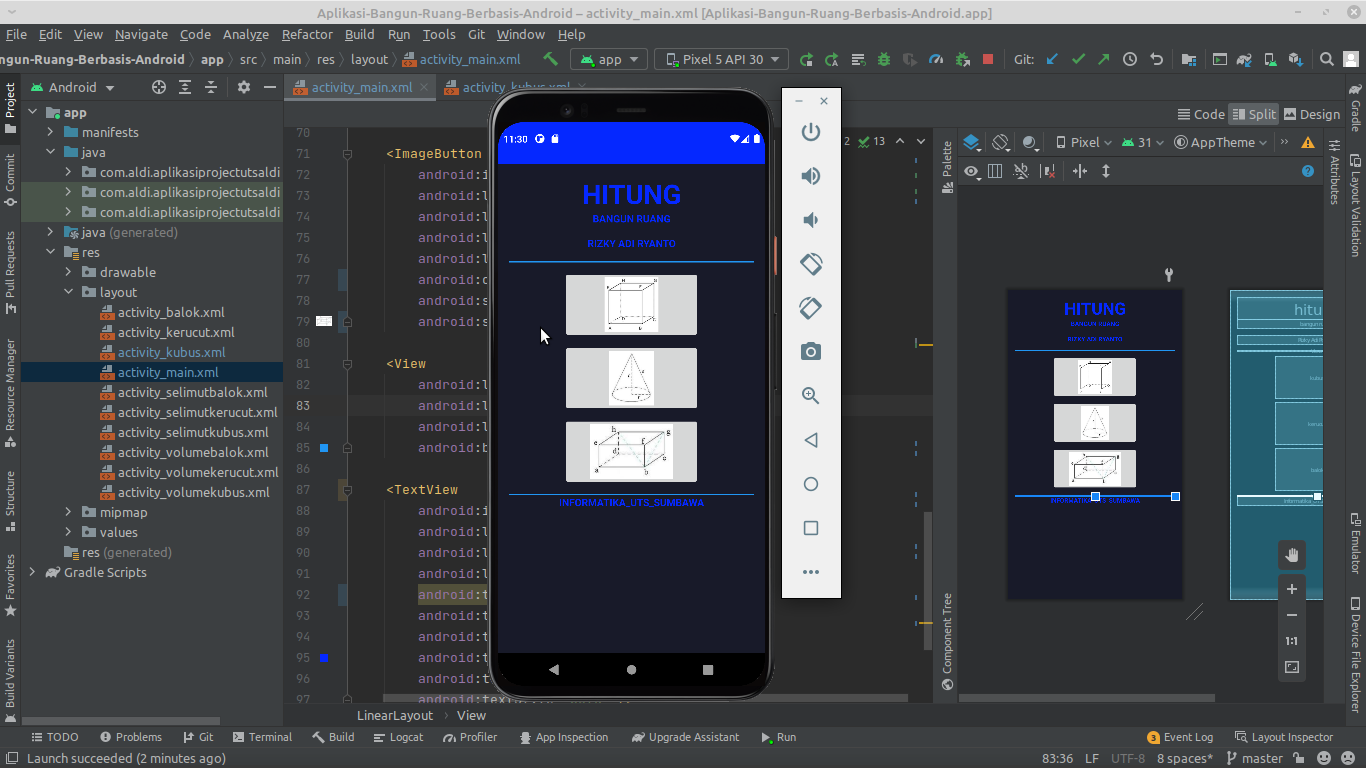 Aplikasi-Bangun-Ruang-Berbasis-Android – activity_main.xml [Aplikasi-Bangun-Ruang-Berbasis-Android.app]
File Edit View Navigate Code Analyze Refactor Build Run Tools Git Window Help
ngun-Ruang-Berbasis-Android app src main res layout activity_main.xml app Pixel 5 API 30 Git:
Android
activity_main.xml
activity_kubus.xml
Code Split Design
Project
Commit
Pull Requests
Resource Manager
Structure
Favorites
Build Variants
app
manifests
java
com.aldi.aplikasiprojectutsaldi
com.aldi.aplikasiprojectutsaldi
com.aldi.aplikasiprojectutsaldi
java (generated)
res
drawable
layout
activity_balok.xml
activity_kerucut.xml
activity_kubus.xml
activity_main.xml
activity_selimutbalok.xml
activity_selimutkerucut.xml
activity_selimutkubus.xml
activity_volumebalok.xml
activity_volumekerucut.xml
activity_volumekubus.xml
mipmap
values
res (generated)
Gradle Scripts
70
71 <ImageButton
72 android:i
73 android:l
74 android:l
75 android:l
76 android:l
77 android:c
78 android:s
79 android:s
80
81 <View
82 android:l
83 android:l
84 android:l
85 android:b
86
87 <TextView
88 android:i
89 android:l
90 android:l
91 android:l
92 android:t
93 android:t
94 android:t
95 android:t
96 android:t
97 android:text
2 13
11:30
HITUNG
BANGUN RUANG
RIZKY ADI RYANTO
INFORMATIKA_UTS_SUMBAWA
Palette
Component Tree
Pixel 31 AppTheme
HITUNG
BANGUN RUANG
RIZKY ADI RYANTO
INFORMATIKA_UTS_SUMBAWA
hitu
1:1
Gradle
Layout Validation
Attributes
Emulator
Device File Explorer
LinearLayout View
TODO Problems Git Terminal Build Logcat Profiler App Inspection Upgrade Assistant Run 3 Event Log Layout Inspector
Launch succeeded (2 minutes ago) 83:36 LF UTF-8 8 spaces* master